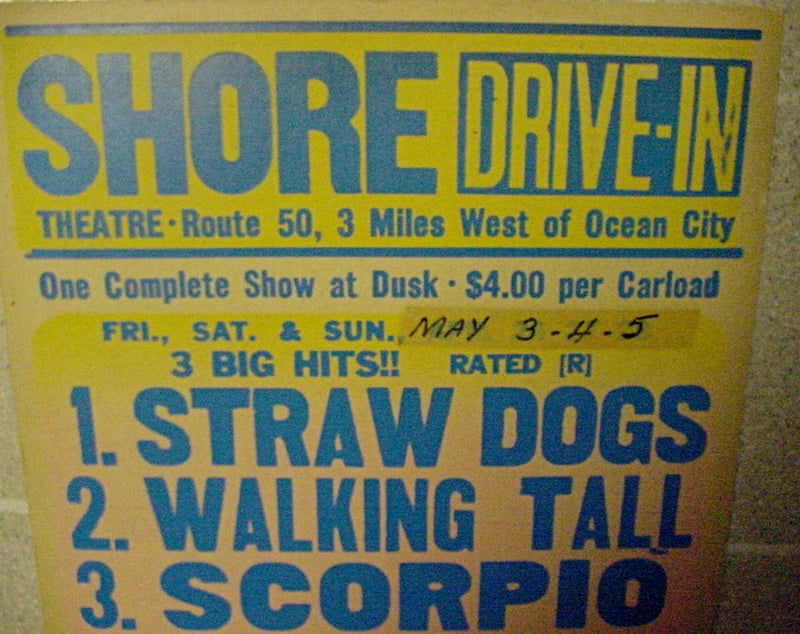 SHORE DRIVE-IN
THEATRE · Route 50, 3 Miles West of Ocean City
One Complete Show at Dusk · $4.00 per Carload
FRI., SAT. & SUN., MAY 3-4-5
3 BIG HITS!! RATED [R]
1. STRAW DOGS
2. WALKING TALL
3. SCORPIO